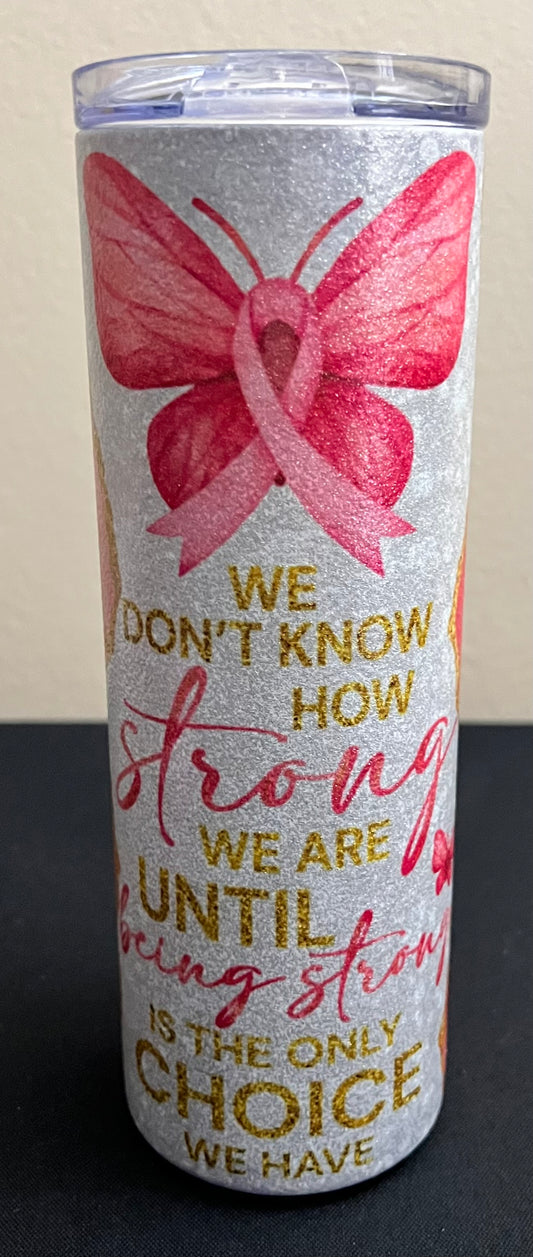 WE
DON'T KNOW
HOW
strong
WE ARE
UNTIL
being strong
IS THE ONLY
CHOICE
WE HAVE